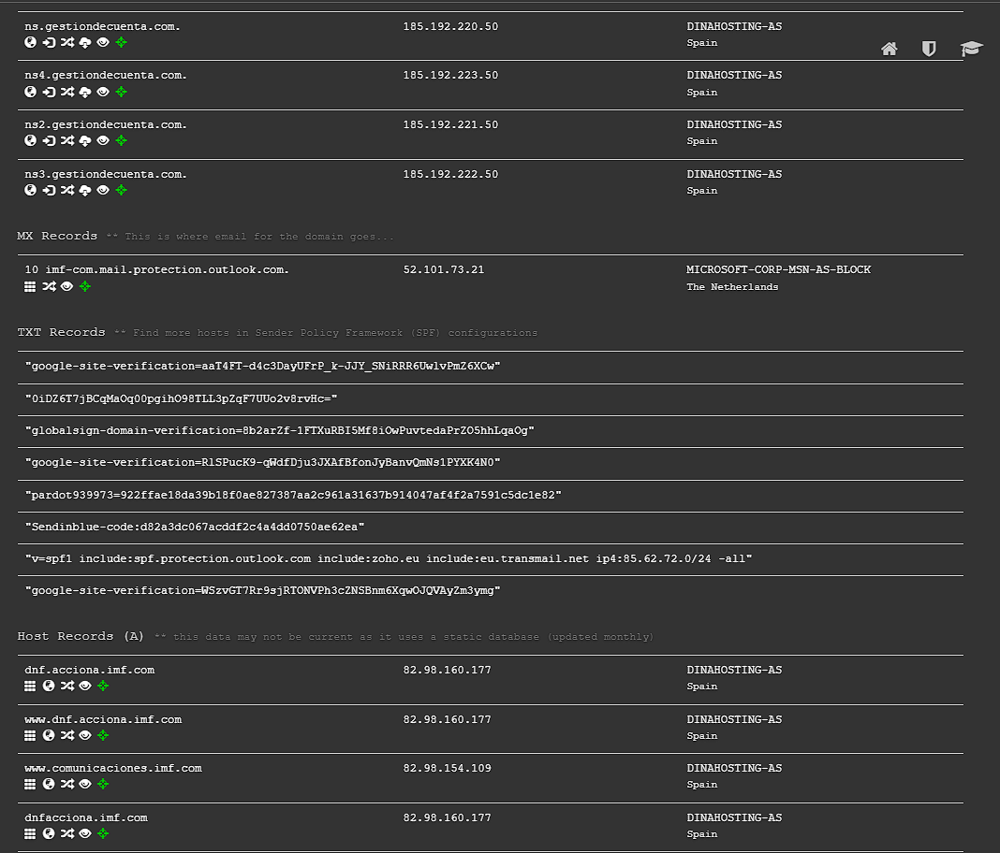 ns.gestiondecuenta.com. 185.192.220.50 DINAHOSTING-AS
Spain
ns4.gestiondecuenta.com. 185.192.223.50 DINAHOSTING-AS
Spain
ns2.gestiondecuenta.com. 185.192.221.50 DINAHOSTING-AS
Spain
ns3.gestiondecuenta.com. 185.192.222.50 DINAHOSTING-AS
Spain
MX Records ** This is where email for the domain goes...
10 imf-com.mail.protection.outlook.com. 52.101.73.21 MICROSOFT-CORP-MSN-AS-BLOCK
The Netherlands
TXT Records ** Find more hosts in Sender Policy Framework (SPF) configurations
"google-site-verification=aaT4FT-d4c3DayUFrP_k-JJY_SNiRRR6UwlvPmZ6XCw"
"0iDZ6T7jBCqMaOq00pgihO98TLL3pZqF7UUo2v8rvHc="
"globalsign-domain-verification=8b2arZf-1FTXuRBI5Mf8iOwPuvtedaPrZO5hhLqaOg"
"google-site-verification=RlSPucK9-qWdfDju3JXAfBfonJyBanvQmNs1PYXK4N0"
"pardot939973=922ffae18da39b18f0ae827387aa2c961a31637b914047af4f2a7591c5dc1e82"
"Sendinblue-code:d82a3dc067acddf2c4a4dd0750ae62ea"
"v=spf1 include:spf.protection.outlook.com include:zoho.eu include:eu.transmail.net ip4:85.62.72.0/24 -all"
"google-site-verification=WSzvGT7Rr9sjRTONVPh3cZNSBnm6XqwOJQVAyZm3ymg"
Host Records (A) ** this data may not be current as it uses a static database (updated monthly)
dnf.acciona.imf.com 82.98.160.177 DINAHOSTING-AS
Spain
www.dnf.acciona.imf.com 82.98.160.177 DINAHOSTING-AS
Spain
www.comunicaciones.imf.com 82.98.154.109 DINAHOSTING-AS
Spain
dnfacciona.imf.com 82.98.160.177 DINAHOSTING-AS
Spain